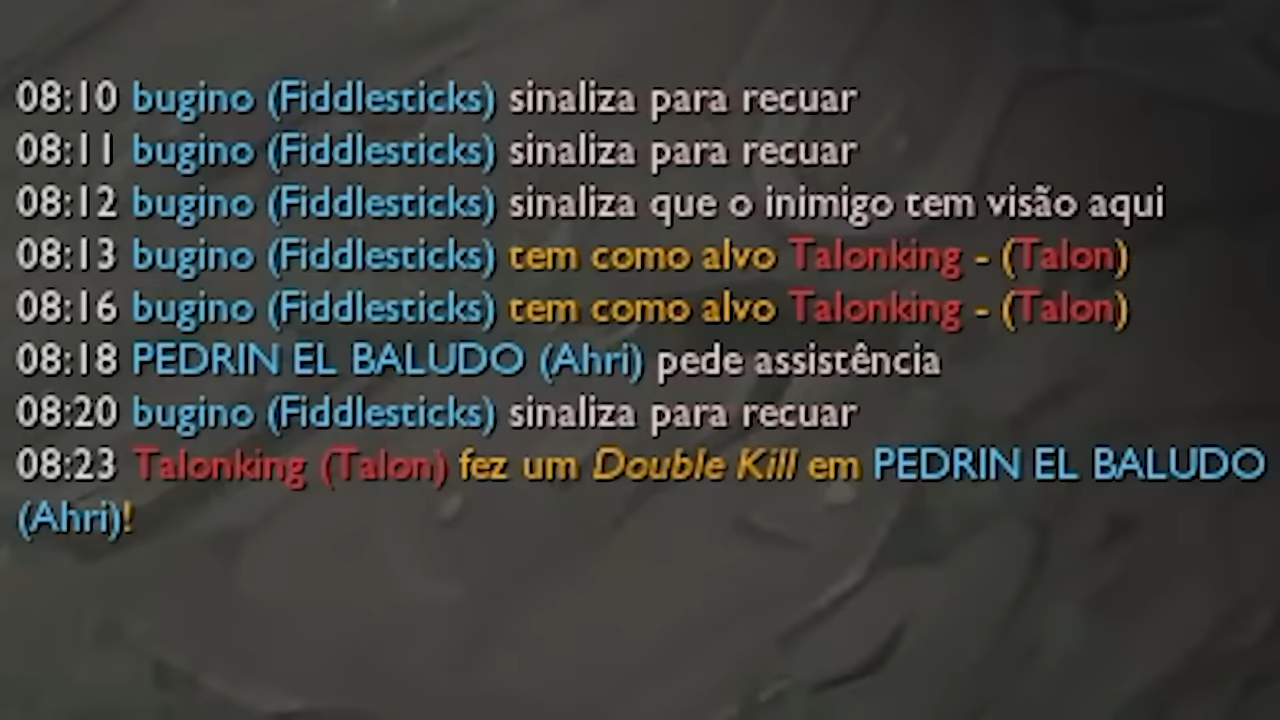 08:10 bugino (Fiddlesticks) sinaliza para recuar
08:11 bugino (Fiddlesticks) sinaliza para recuar
08:12 bugino (Fiddlesticks) sinaliza que o inimigo tem visão aqui
08:13 bugino (Fiddlesticks) tem como alvo Talonking - (Talon)
08:16 bugino (Fiddlesticks) tem como alvo Talonking - (Talon)
08:18 PEDRIN EL BALUDO (Ahri) pede assistência
08:20 bugino (Fiddlesticks) sinaliza para recuar
08:23 Talonking (Talon) fez um Double Kill em PEDRIN EL BALUDO
(Ahri)!